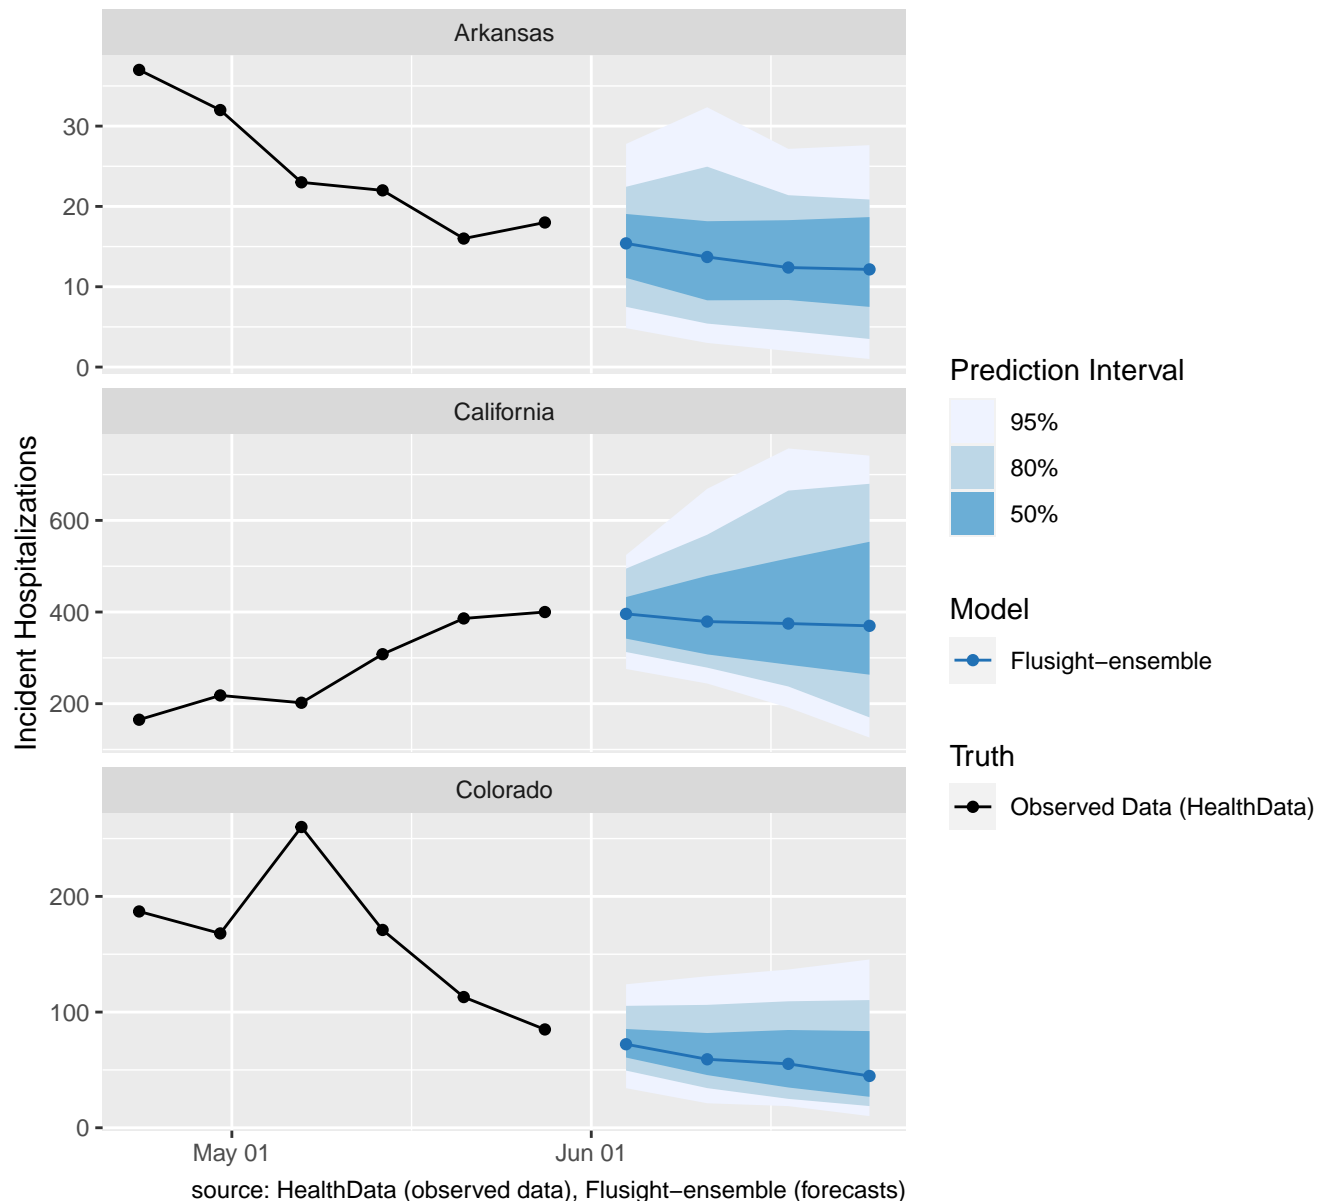 Arkansas
30
20
10
0
California
600
400
200
Colorado
200
100
0
May 01
Jun 01
Incident Hospitalizations
source: HealthData (observed data), Flusight−ensemble (forecasts)
Prediction Interval
95%
80%
50%
Model
Flusight−ensemble
Truth
Observed Data (HealthData)